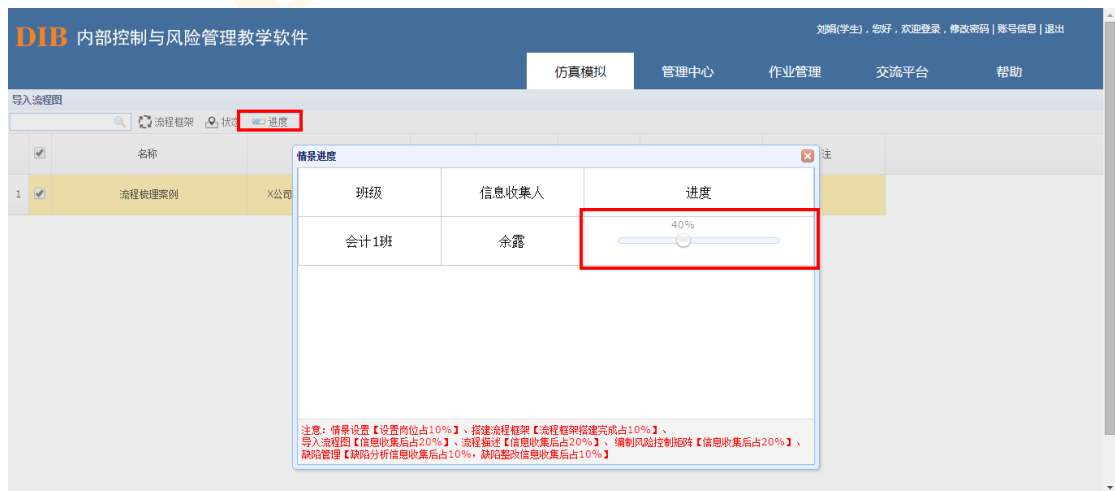 DIB 内部控制与风险管理教学软件
刘娟(学生)，您好，欢迎登录，修改密码 | 账号信息 | 退出
仿真模拟 管理中心 作业管理 交流平台 帮助
导入流程图
流程框架 状态 进度
名称
注
1 流程梳理案例 X公司
情景进度
班级 信息收集人 进度
会计1班 余露 40%
注意：情景设置【设置岗位占10%】、搭建流程框架【流程框架搭建完成占10%】、
导入流程图【信息收集后占20%】、流程描述【信息收集后占20%】、编制风险控制矩阵【信息收集后占20%】、
缺陷管理【缺陷分析信息收集后占10%，缺陷整改信息收集后占10%】